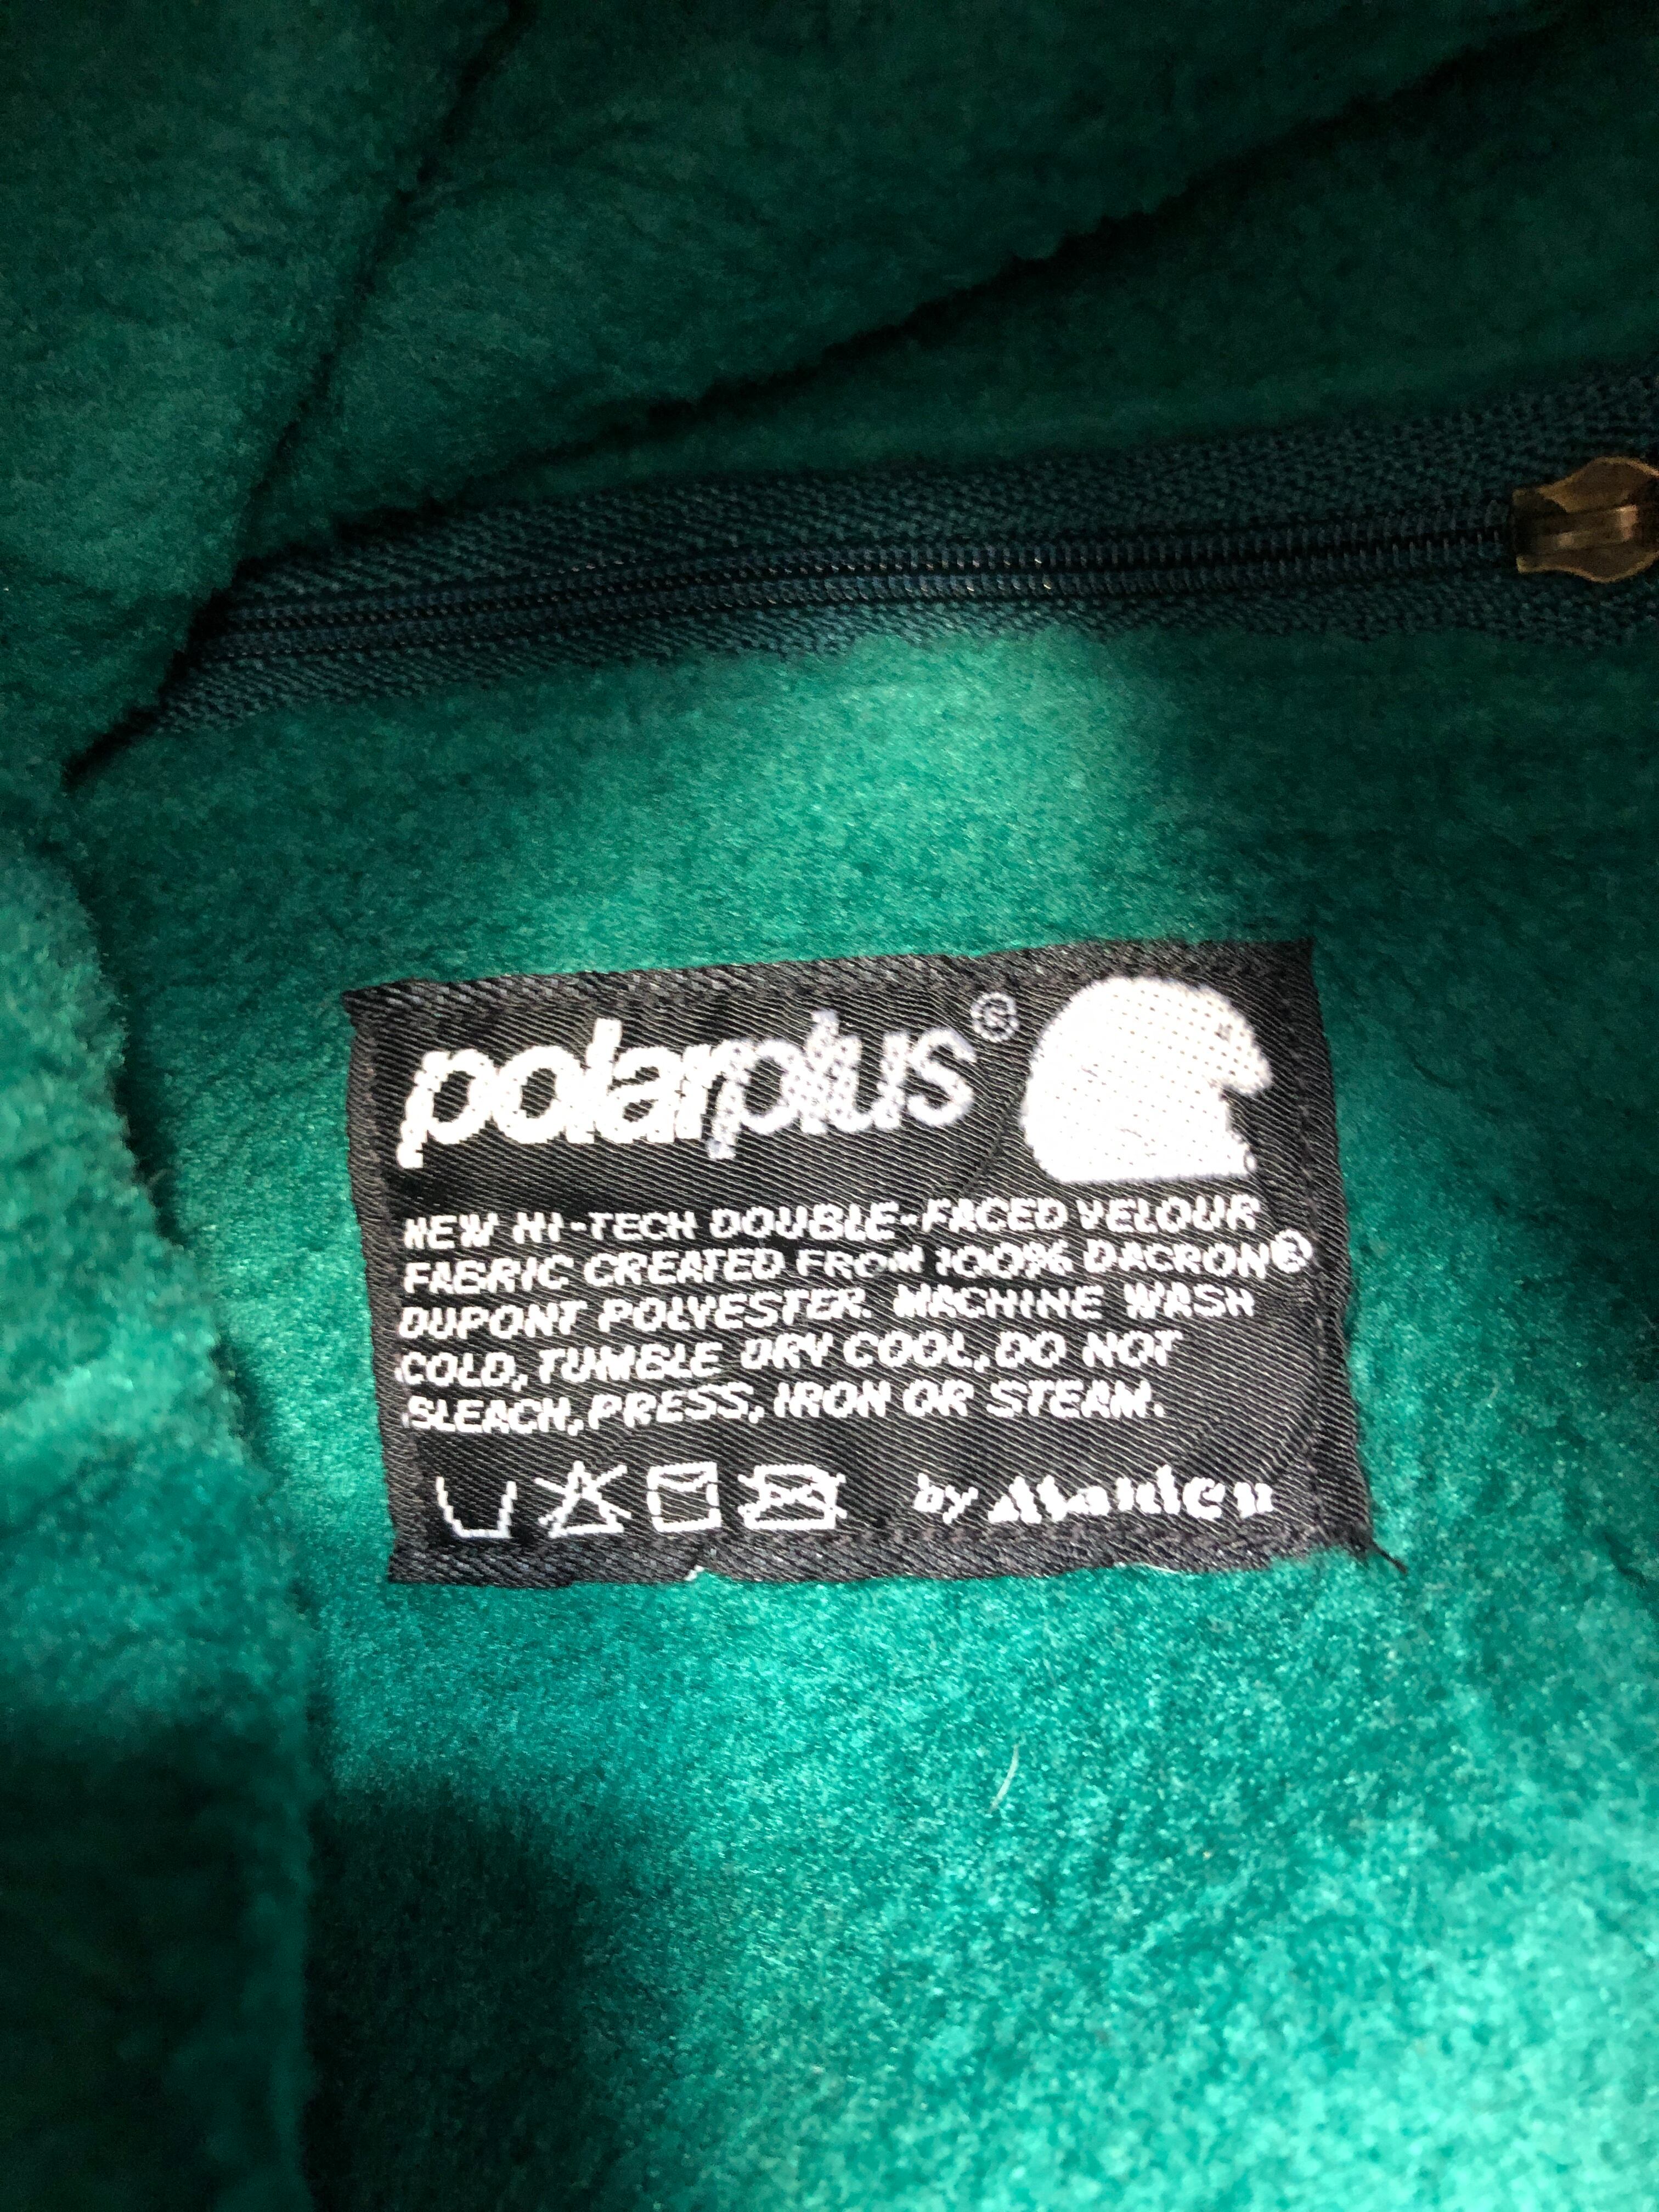 polarplus®
NEW HI-TECH DOUBLE-FACED VELOUR
FABRIC CREATED FROM 100% DACRON®
DUPONT POLYESTER. MACHINE WASH
COLD, TUMBLE DRY COOL, DO NOT
BLEACH, PRESS, IRON OR STEAM.
by Malden